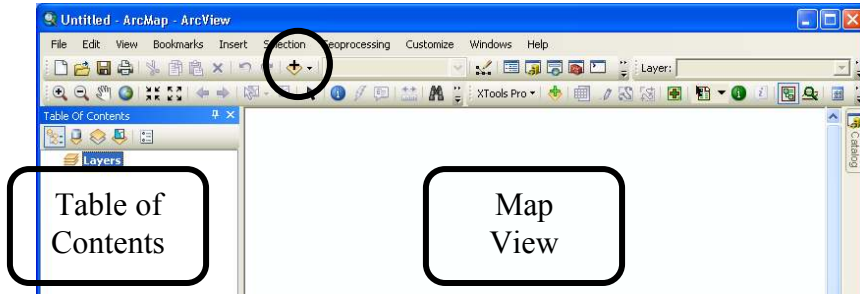 Untitled - ArcMap - ArcView
File Edit View Bookmarks Insert Selection Geoprocessing Customize Windows Help
Layer:
XTools Pro
Table Of Contents
Layers
Catalog
Table of
Contents
Map
View